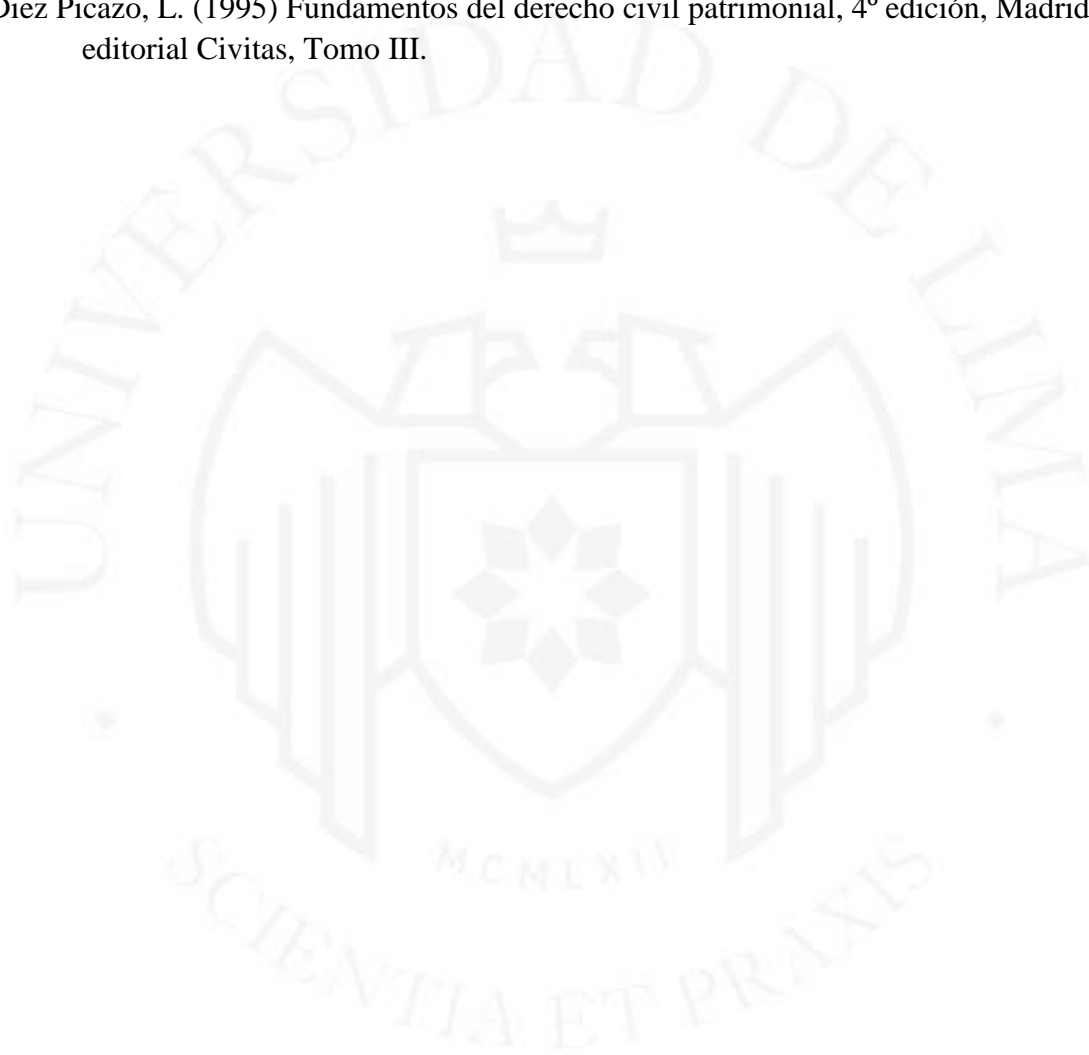 Díez Picazo, L. (1995) Fundamentos del derecho civil patrimonial, 4º edición, Madrid
editorial Civitas, Tomo III.
UNIVERSIDAD DE LIMA
MCMLXII
SCIENTIA ET PRAXIS